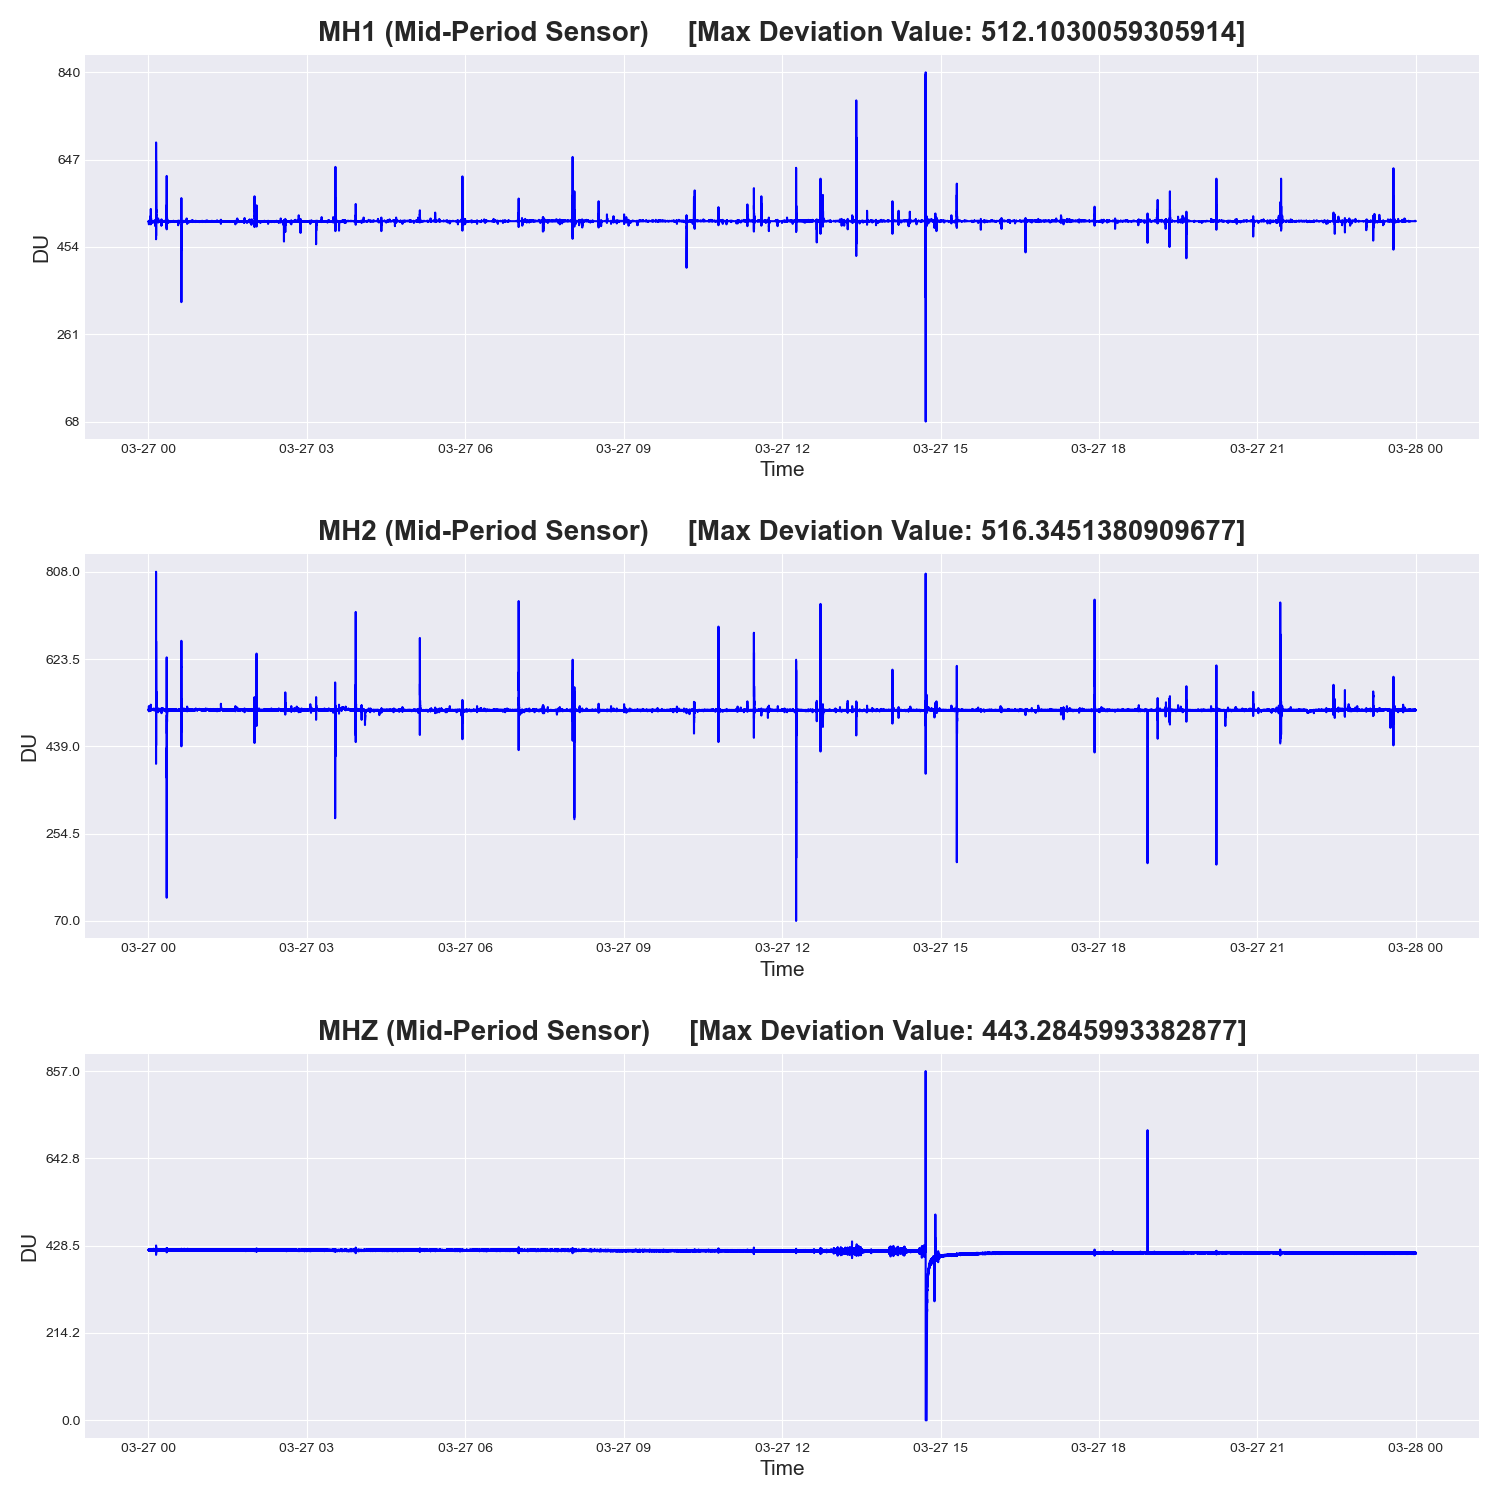 MH1 (Mid-Period Sensor) [Max Deviation Value: 512.1030059305914]
840
647
454
261
68
DU
03-27 00 03-27 03 03-27 06 03-27 09 03-27 12 03-27 15 03-27 18 03-27 21 03-28 00
Time
MH2 (Mid-Period Sensor) [Max Deviation Value: 516.3451380909677]
808.0
623.5
439.0
254.5
70.0
DU
03-27 00 03-27 03 03-27 06 03-27 09 03-27 12 03-27 15 03-27 18 03-27 21 03-28 00
Time
MHZ (Mid-Period Sensor) [Max Deviation Value: 443.2845993382877]
857.0
642.8
428.5
214.2
0.0
DU
03-27 00 03-27 03 03-27 06 03-27 09 03-27 12 03-27 15 03-27 18 03-27 21 03-28 00
Time